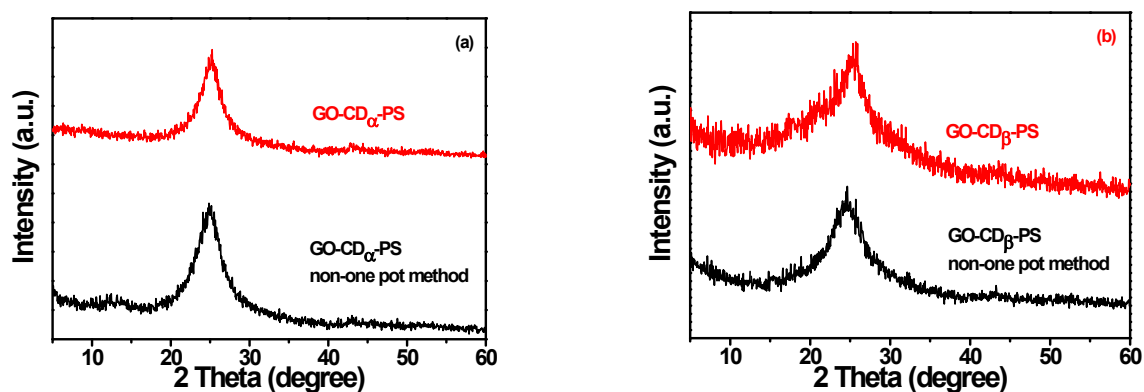 (a)
Intensity (a.u.)
GO-CDα-PS
GO-CDα-PS
non-one pot method
10 20 30 40 50 60
2 Theta (degree)
(b)
Intensity (a.u.)
GO-CDβ-PS
GO-CDβ-PS
non-one pot method
10 20 30 40 50 60
2 Theta (degree)